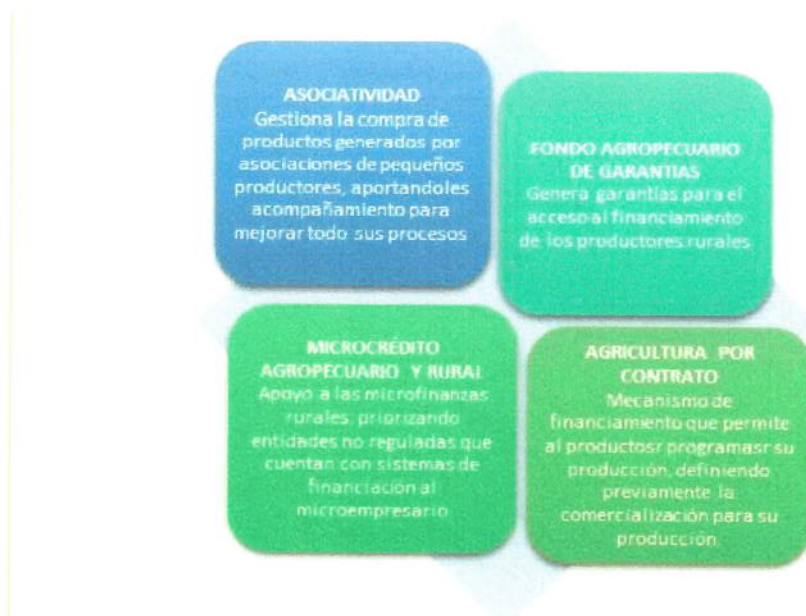 ASOCIATIVIDAD
Gestiona la compra de
productos generados por
asociaciones de pequeños
productores, aportandoles
acompañamiento para
mejorar todo sus procesos
FONDO AGROPECUARIO
DE GARANTIAS
Genera garantías para el
acceso al financiamiento
de los productores rurales
MICROCRÉDITO
AGROPECUARIO Y RURAL
Apoyo a las microfinanzas
rurales, priorizando
entidades no reguladas que
cuentan con sistemas de
financiación al
microempresario
AGRICULTURA POR
CONTRATO
Mecanismo de
financiamiento que permite
al productosr programasr su
producción, definiendo
previamente la
comercialización para su
producción